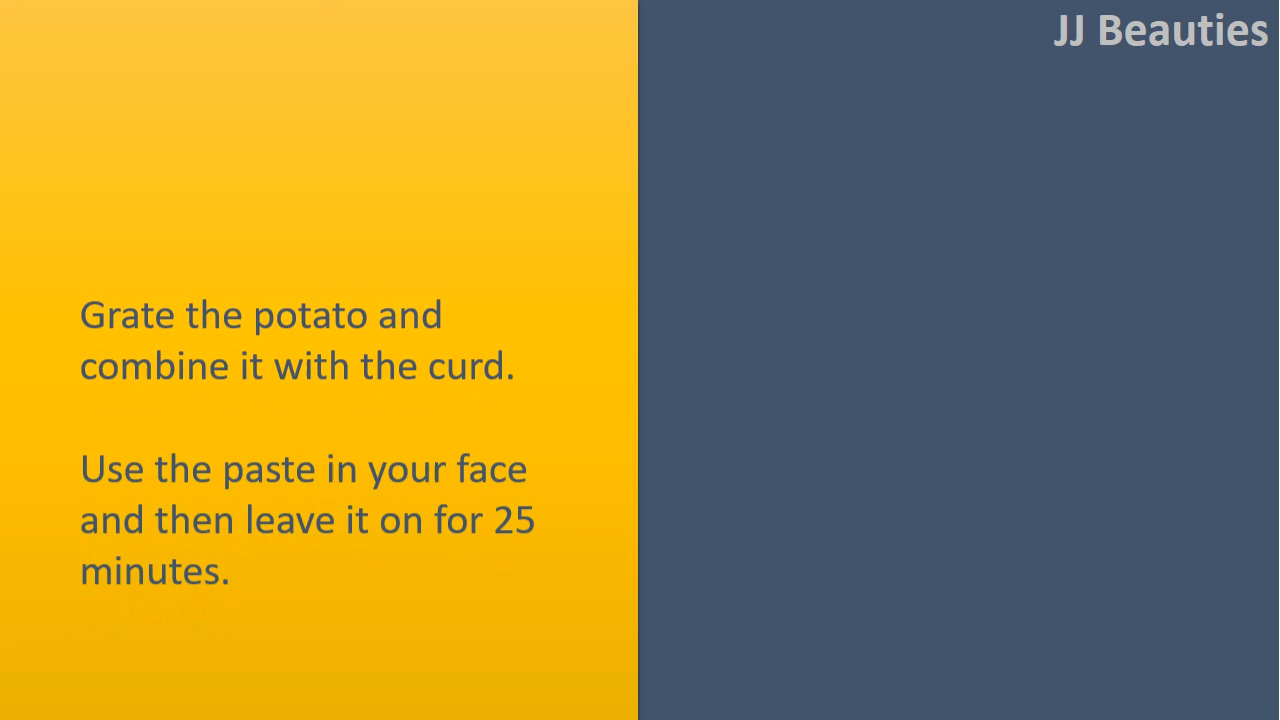 JJ Beauties
Grate the potato and
combine it with the curd.
Use the paste in your face
and then leave it on for 25
minutes.